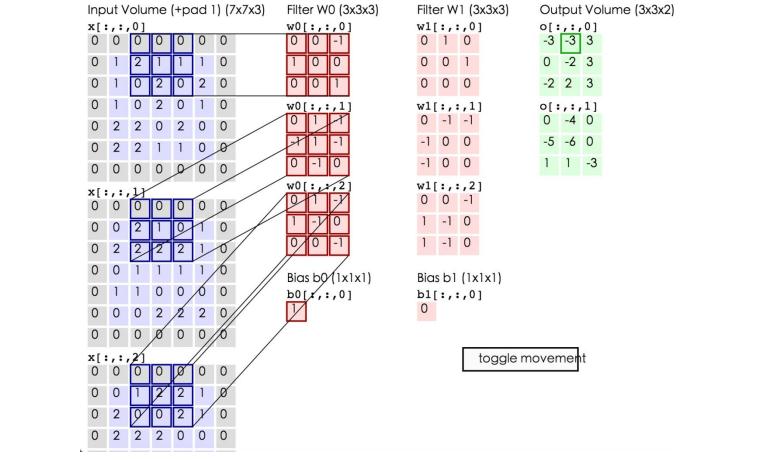 Input Volume (+pad 1) (7x7x3)
x[:,:,0]
0 0 0 0 0 0 0
0 1 2 1 1 1 0
0 1 0 2 0 2 0
0 1 0 2 0 1 0
0 2 2 0 2 0 0
0 2 2 1 1 0 0
0 0 0 0 0 0 0
x[:,:,1]
0 0 0 0 0 0 0
0 0 2 1 0 1 0
0 2 2 2 2 1 0
0 0 1 1 1 1 0
0 1 1 0 0 0 0
0 0 0 2 2 2 0
0 0 0 0 0 0 0
x[:,:,2]
0 0 0 0 0 0 0
0 0 1 2 2 1 0
0 2 0 0 2 1 0
0 2 2 2 0 0 0
Filter W0 (3x3x3)
w0[:,:,0]
0 0 -1
1 0 0
0 0 1
w0[:,:,1]
0 1 -1
-1 1 -1
0 -1 0
w0[:,:,2]
0 1 -1
1 -1 0
0 0 -1
Bias b0 (1x1x1)
b0[:,:,0]
1
Filter W1 (3x3x3)
w1[:,:,0]
0 1 0
0 0 1
0 0 0
w1[:,:,1]
0 -1 -1
-1 0 0
-1 0 0
w1[:,:,2]
0 0 -1
1 -1 0
1 -1 0
Bias b1 (1x1x1)
b1[:,:,0]
0
Output Volume (3x3x2)
o[:,:,0]
-3 -3 3
0 -2 3
-2 2 3
o[:,:,1]
0 -4 0
-5 -6 0
1 1 -3
toggle movement